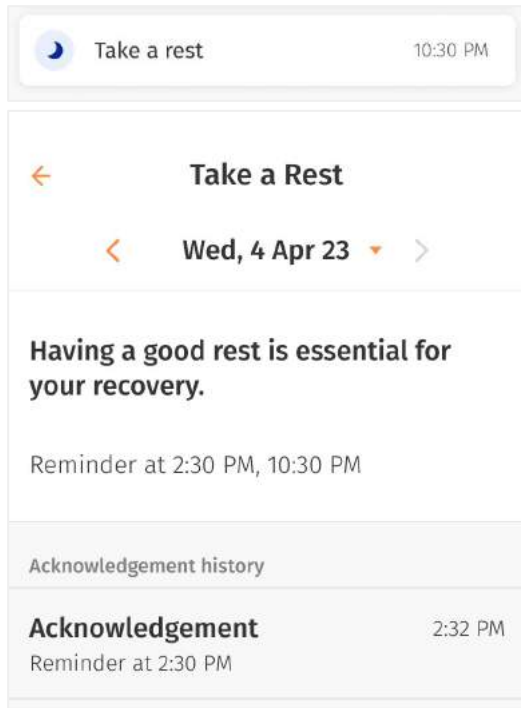 Take a rest 10:30 PM
Take a Rest
Wed, 4 Apr 23
Having a good rest is essential for
your recovery.
Reminder at 2:30 PM, 10:30 PM
Acknowledgement history
Acknowledgement 2:32 PM
Reminder at 2:30 PM